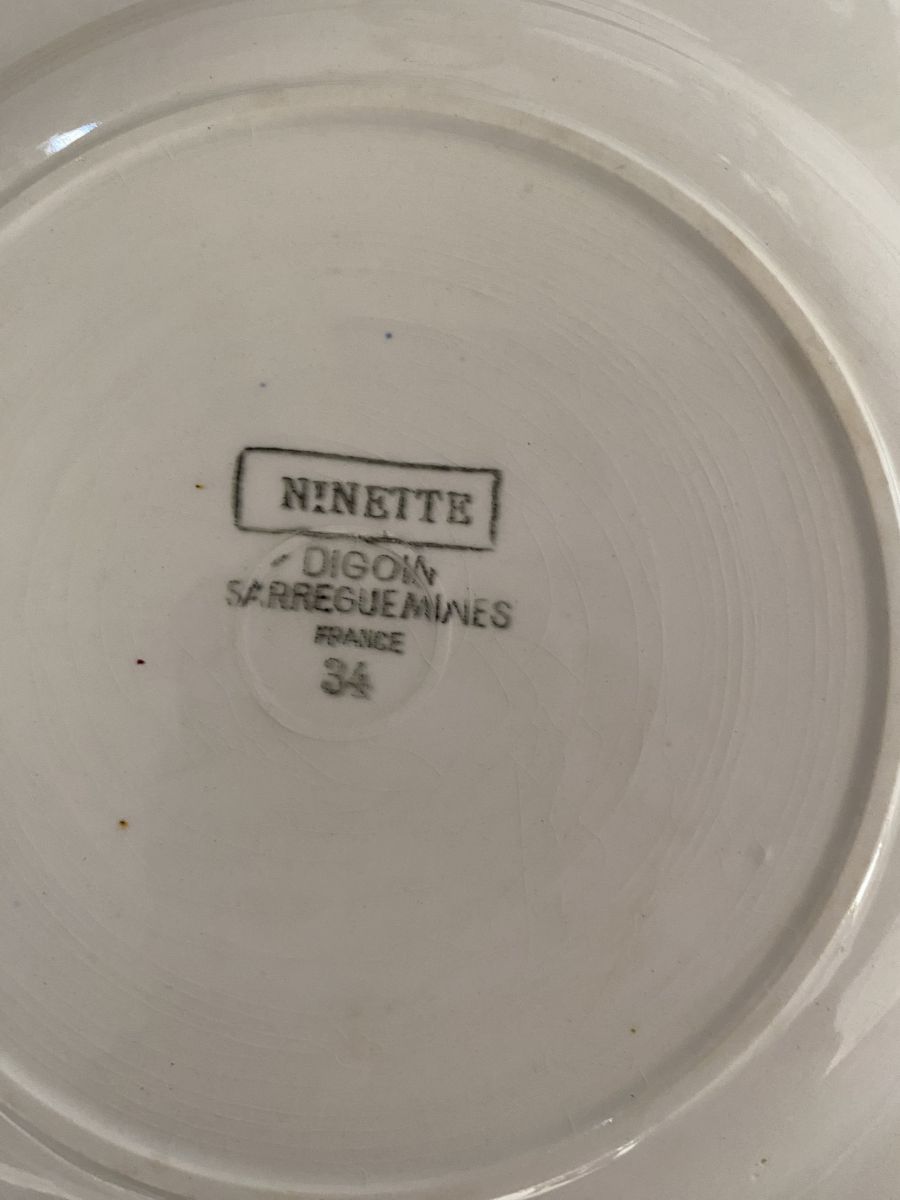 NINETTE
DIGOIN
SARREGUEMINES
FRANCE
34